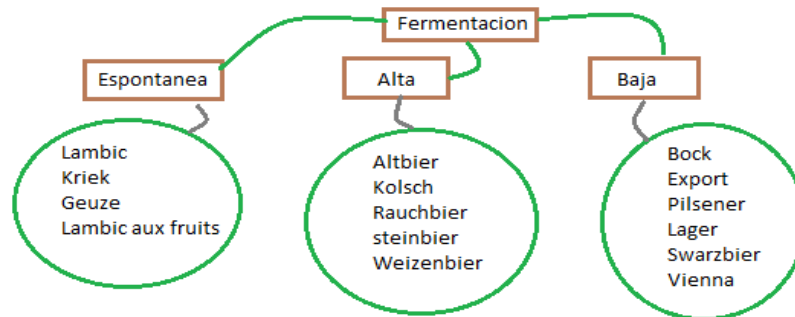 Fermentacion
Espontanea
Alta
Baja
Lambic
Kriek
Geuze
Lambic aux fruits
Altbier
Kolsch
Rauchbier
steinbier
Weizenbier
Bock
Export
Pilsener
Lager
Swarzbier
Vienna